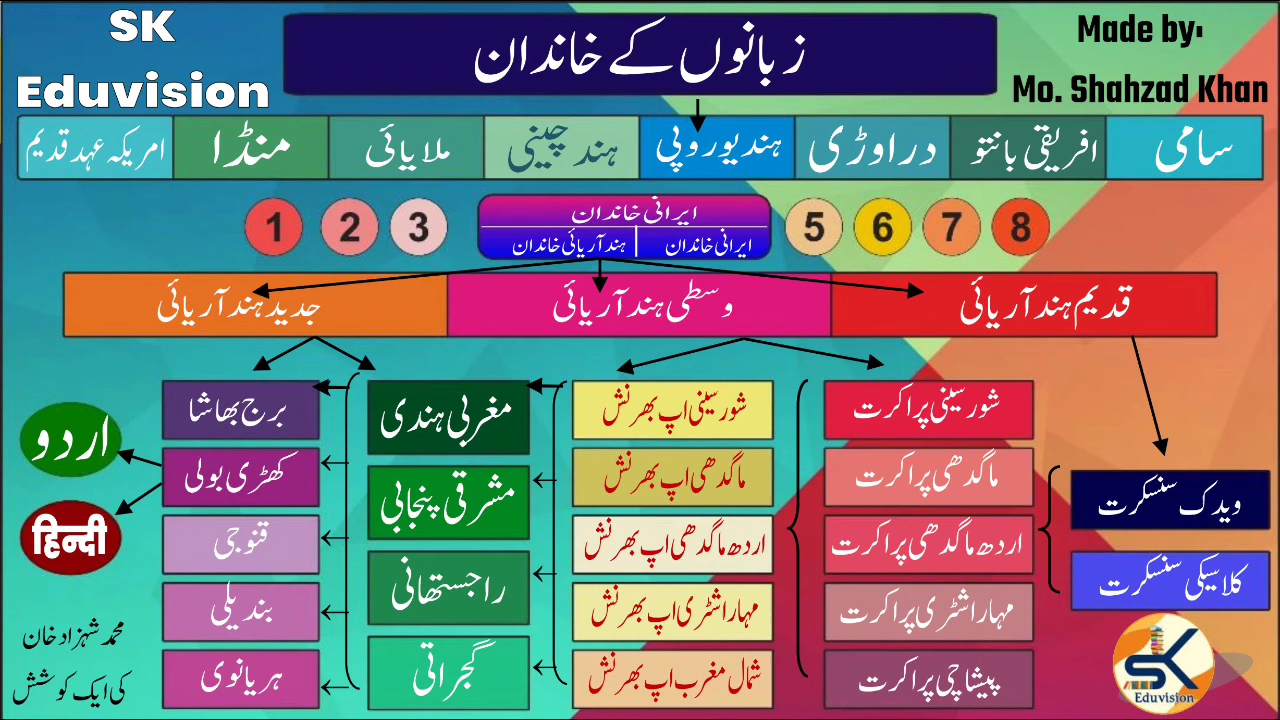 SK
Eduvision
زبانوں کے خاندان
Made by:
Mo. Shahzad Khan
سامی
افریقی بانتو
دراوڑی
ہند یوروپی
ہند چینی
ملایائی
منڈا
امریکہ عہد قدیم
1
2
3
ایرانی خاندان
ایرانی خاندان
ہند آریائی خاندان
5
6
7
8
قدیم ہند آریائی
وسطی ہند آریائی
جدید ہند آریائی
شورسینی پراکرت
ماگدھی پراکرت
اردھ ماگدھی پراکرت
مہاراشٹری پراکرت
پیشاچی پراکرت
ویدک سنسکرت
کلاسیکی سنسکرت
شورسینی اپ بھرنش
ماگدھی اپ بھرنش
اردھ ماگدھی اپ بھرنش
مہاراشٹری اپ بھرنش
شمال مغرب اپ بھرنش
مغربی ہندی
مشرقی پنجابی
راجستھانی
گجراتی
برج بھاشا
کھڑی بولی
قنوجی
بندیلی
ہریانوی
اردو
हिन्दी
محمد شہزاد خان
کی ایک کوشش
SK
Eduvision